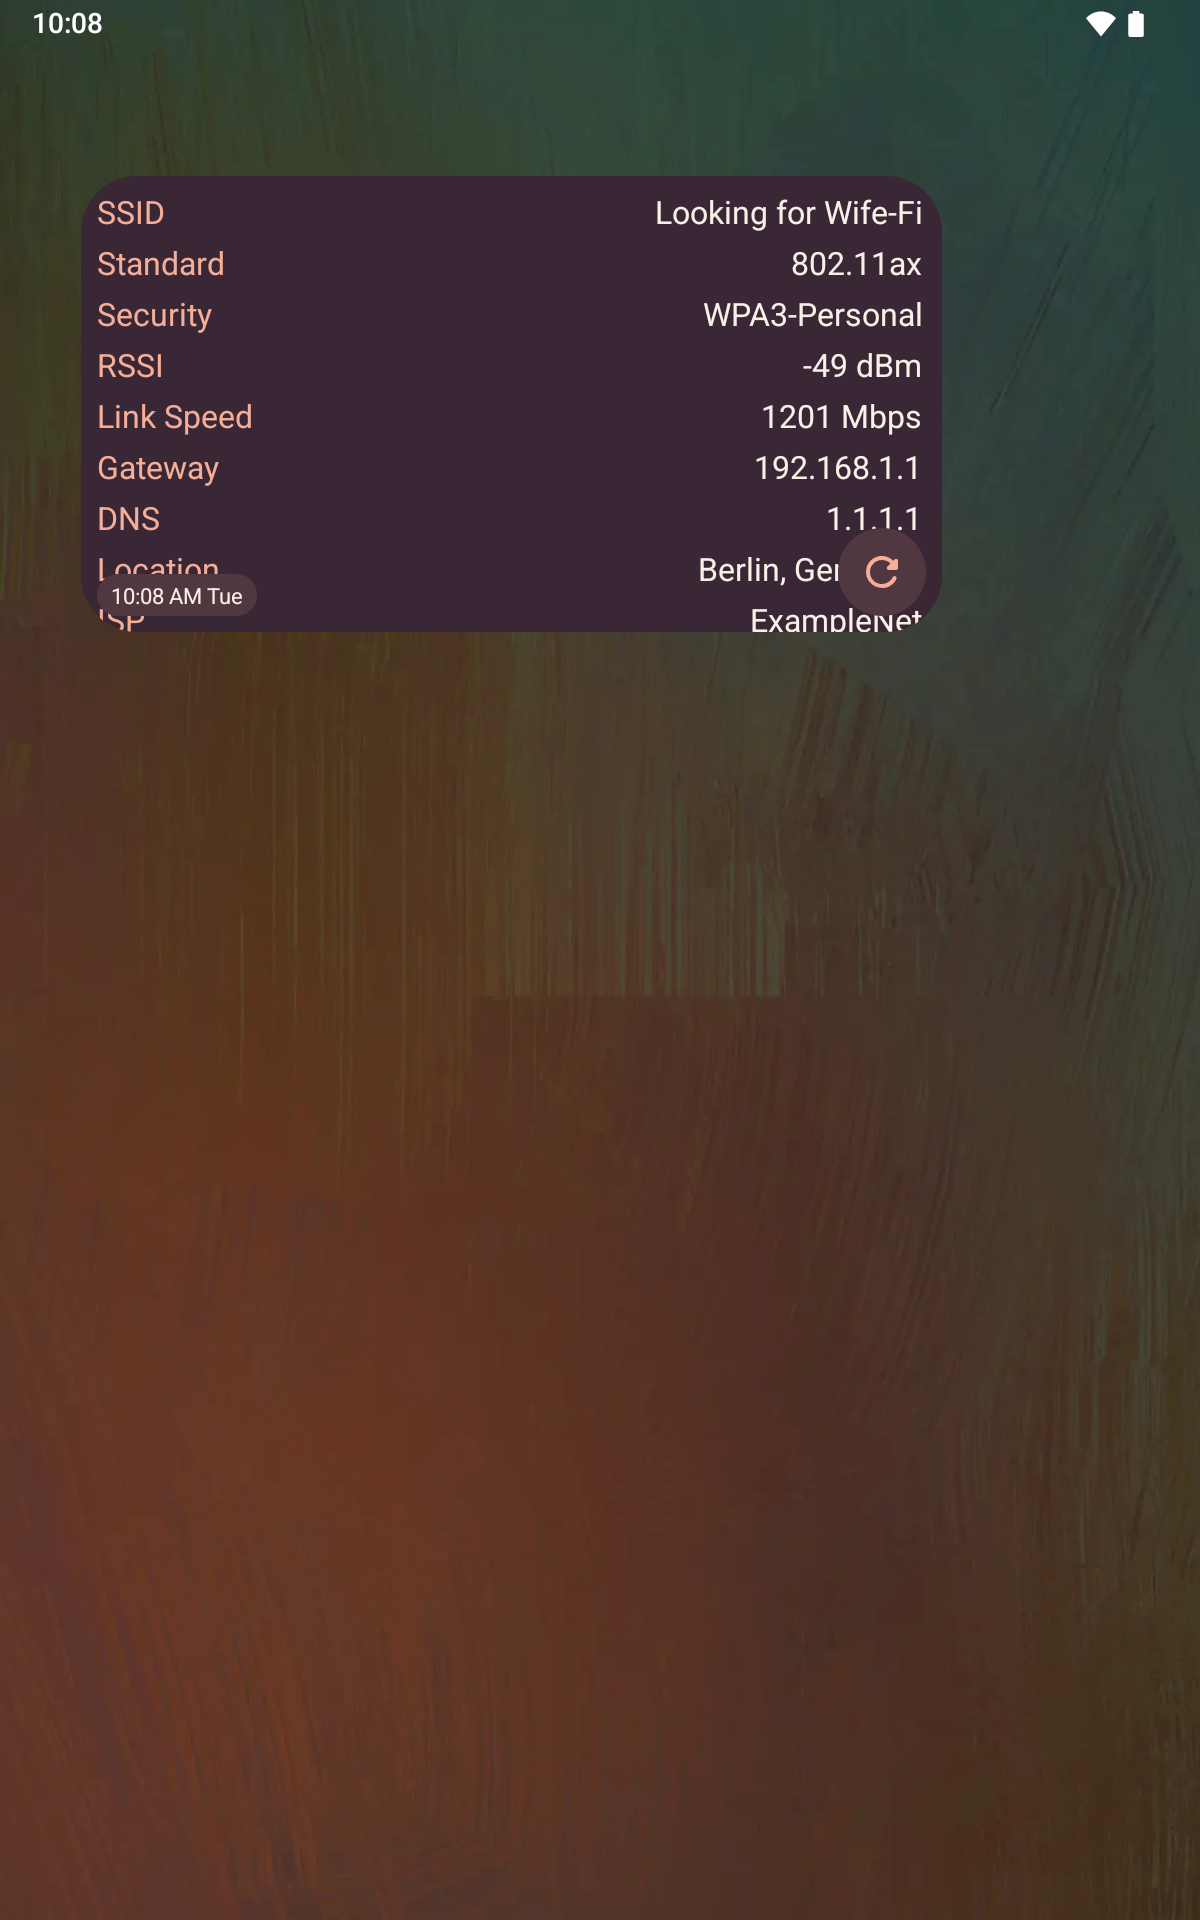 10:08
SSID Looking for Wife-Fi
Standard 802.11ax
Security WPA3-Personal
RSSI -49 dBm
Link Speed 1201 Mbps
Gateway 192.168.1.1
DNS 1.1.1.1
Location Berlin,
10:08 AM Tue
ISP ExampleNet